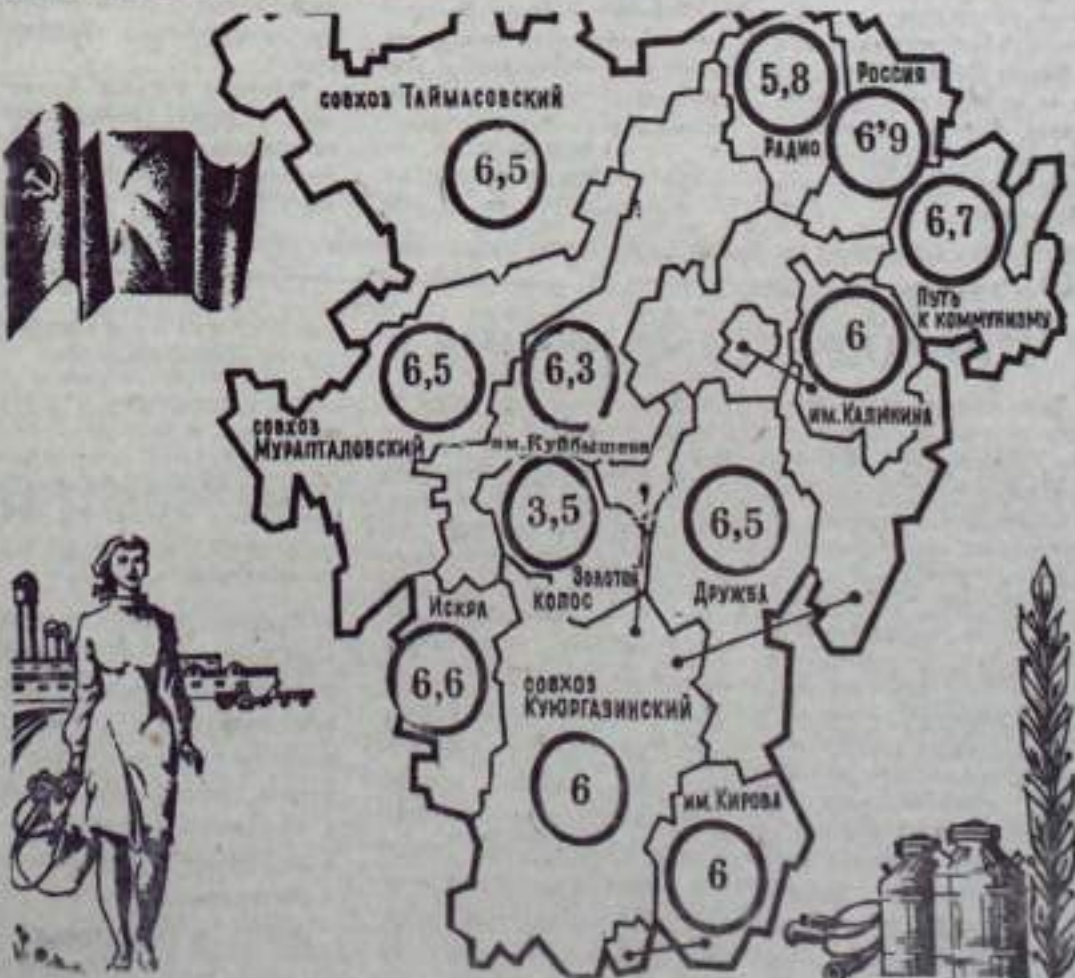 5,8
Россия
совхоз Таймасовский
Радио
6’9
6,5
6,7
Путь
к коммунизму
6
им. Калинина
6,5
6,3
совхоз
Мурапталовский
им. Куйбышева
3,5
6,5
Золотой
колос
Дружба
Искра
6,6
совхоз
Куюргазинский
6
им. Кирова
6